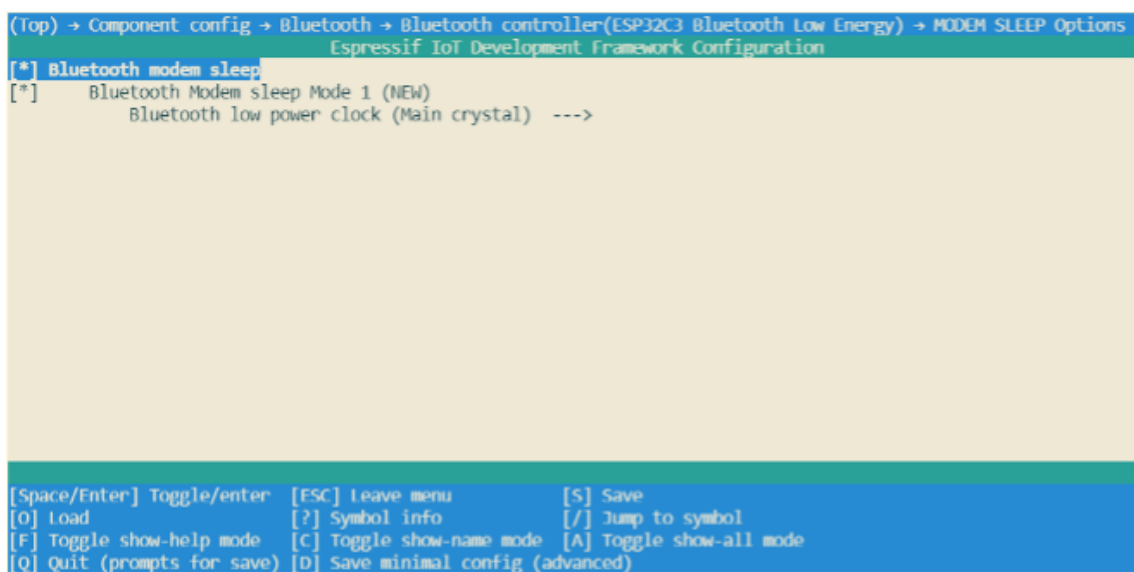 (Top) → Component config → Bluetooth → Bluetooth controller(ESP32C3 Bluetooth Low Energy) → MODEM SLEEP Options
Espressif IoT Development Framework Configuration
[*] Bluetooth modem sleep
[*] Bluetooth Modem sleep Mode 1 (NEW)
Bluetooth low power clock (Main crystal) --->
[Space/Enter] Toggle/enter [ESC] Leave menu [S] Save
[O] Load [?] Symbol info [/] Jump to symbol
[F] Toggle show-help mode [C] Toggle show-name mode [A] Toggle show-all mode
[Q] Quit (prompts for save) [D] Save minimal config (advanced)